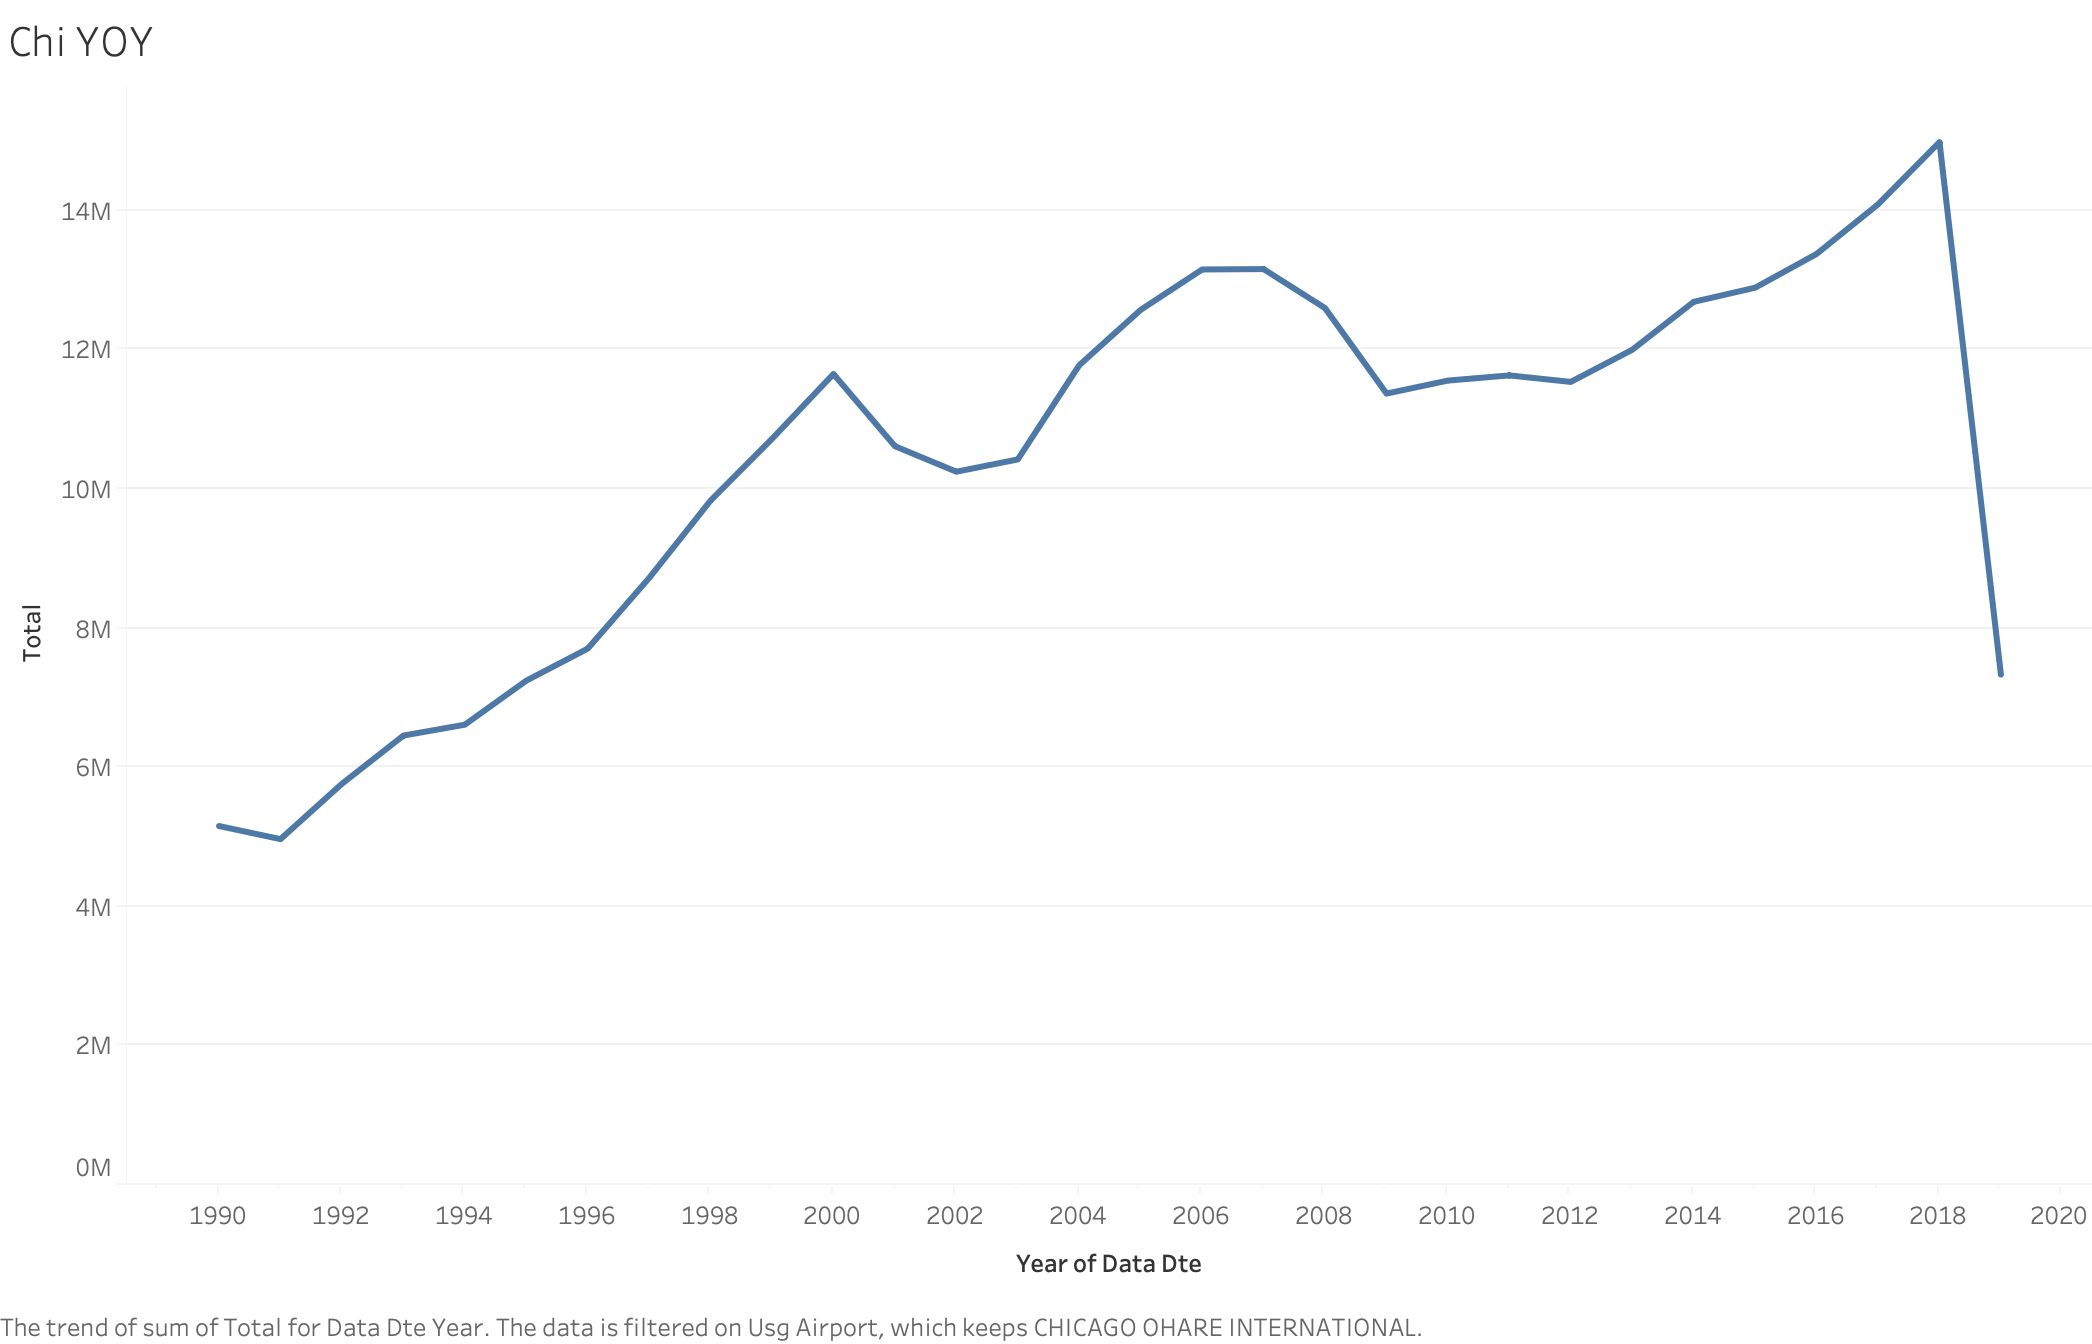 Chi YOY
14M
12M
10M
8M
6M
4M
2M
0M
Total
1990 1992 1994 1996 1998 2000 2002 2004 2006 2008 2010 2012 2014 2016 2018 2020
Year of Data Dte
The trend of sum of Total for Data Dte Year. The data is filtered on Usg Airport, which keeps CHICAGO OHARE INTERNATIONAL.